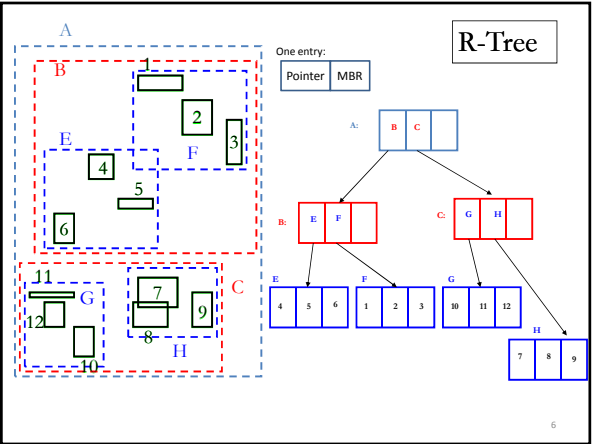 R-Tree
A
B
1
2
3
F
E
4
5
6
C
11
G
12
10
7
8
9
H
One entry:
Pointer MBR
A: B C
B: E F
C: G H
E
4 5 6
F
1 2 3
G
10 11 12
H
7 8 9
6